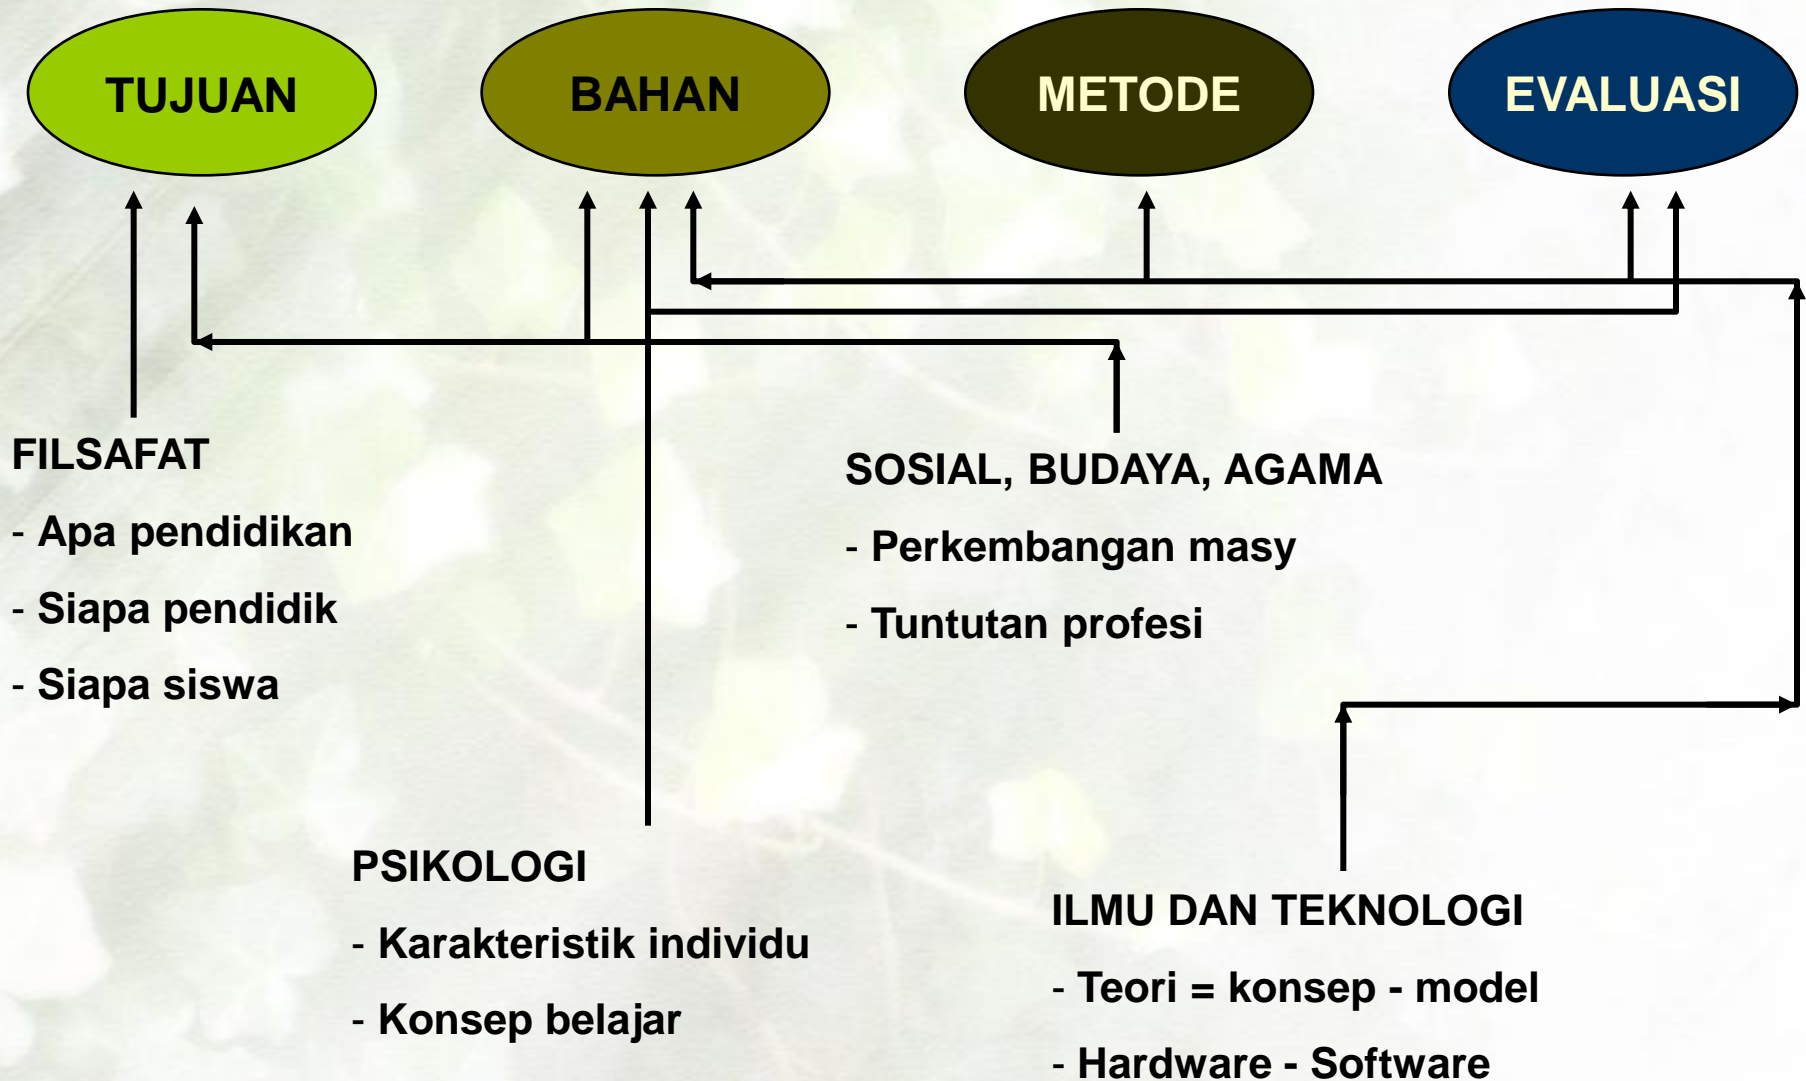 TUJUAN
BAHAN
METODE
EVALUASI
FILSAFAT
- Apa pendidikan
- Siapa pendidik
- Siapa siswa
SOSIAL, BUDAYA, AGAMA
- Perkembangan masy
- Tuntutan profesi
PSIKOLOGI
- Karakteristik individu
- Konsep belajar
ILMU DAN TEKNOLOGI
- Teori = konsep - model
- Hardware - Software